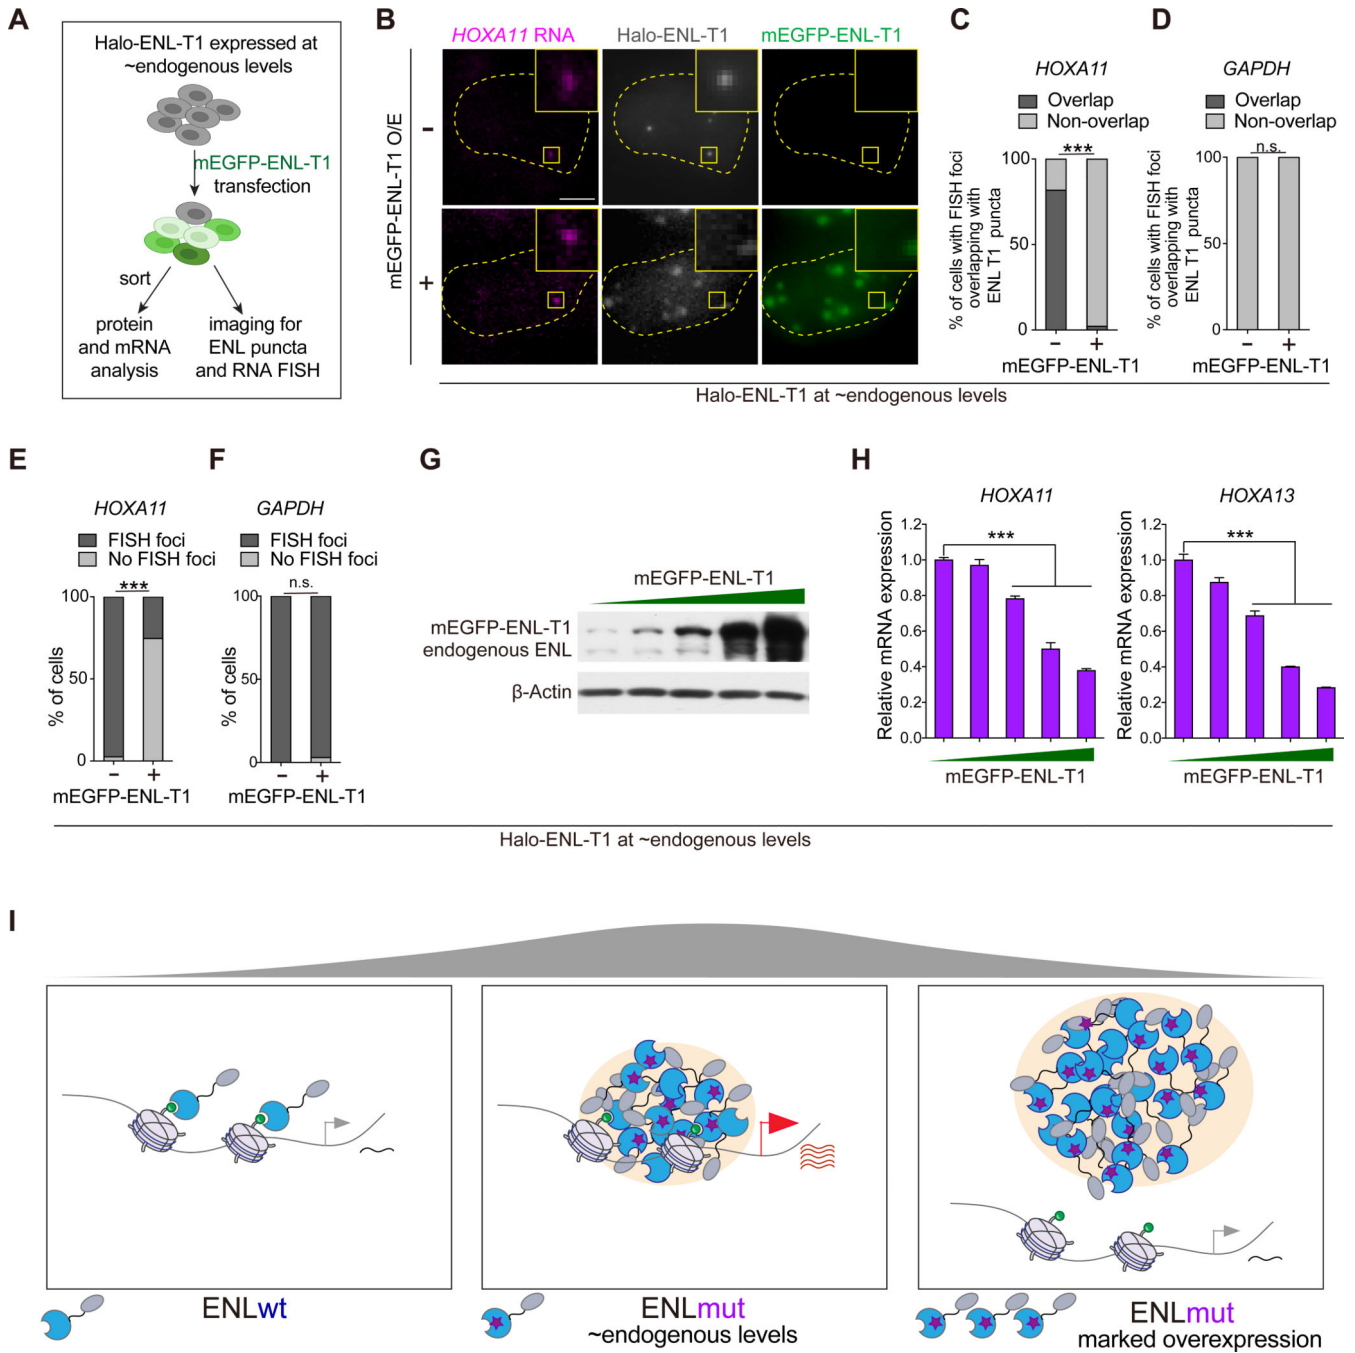 A
Halo-ENL-T1 expressed at
~endogenous levels
mEGFP-ENL-T1
transfection
sort
protein
and mRNA
analysis
imaging for
ENL puncta
and RNA FISH
B
HOXA11 RNA
Halo-ENL-T1
mEGFP-ENL-T1
mEGFP-ENL-T1 O/E
–
+
C
HOXA11
Overlap
Non-overlap
% of cells with FISH foci
overlapping with
ENL T1 puncta
100
50
0
***
– +
mEGFP-ENL-T1
D
GAPDH
Overlap
Non-overlap
% of cells with FISH foci
overlapping with
ENL T1 puncta
100
50
0
n.s.
– +
mEGFP-ENL-T1
Halo-ENL-T1 at ~endogenous levels
E
HOXA11
FISH foci
No FISH foci
% of cells
100
50
0
***
– +
mEGFP-ENL-T1
F
GAPDH
FISH foci
No FISH foci
% of cells
100
50
0
n.s.
– +
mEGFP-ENL-T1
G
mEGFP-ENL-T1
mEGFP-ENL-T1
endogenous ENL
β-Actin
H
HOXA11
Relative mRNA expression
1.2
1.0
0.8
0.6
0.4
0.2
0.0
***
mEGFP-ENL-T1
HOXA13
Relative mRNA expression
1.2
1.0
0.8
0.6
0.4
0.2
0.0
***
mEGFP-ENL-T1
Halo-ENL-T1 at ~endogenous levels
I
ENLwt
ENLmut
~endogenous levels
ENLmut
marked overexpression